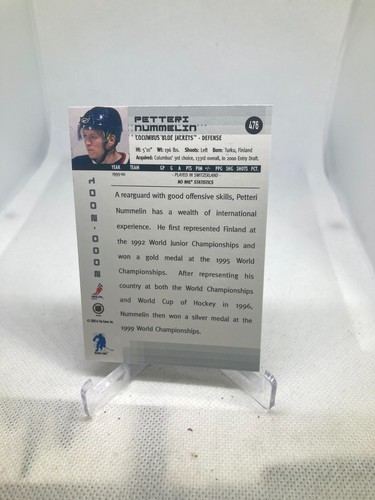 PETTERI
NUMMELIN
476
COLUMBUS BLUE JACKETS™ - DEFENSE
Ht: 5'10" Wt: 196 lbs. Shoots: Left Born: Turku, Finland
Acquired: Columbus' 3rd choice, 133rd overall, in 2000 Entry Draft.
YEAR TEAM GP G A PTS PIM +/- PPG SHG SHOTS PCT.
1999-00 - PLAYED IN SWITZERLAND -
NO NHL® STATISTICS
2000-2001
A rearguard with good offensive skills, Petteri
Nummelin has a wealth of international
experience. He first represented Finland at
the 1992 World Junior Championships and
won a gold medal at the 1995 World
Championships. After representing his
country at both the World Championships
and World Cup of Hockey in 1996,
Nummelin then won a silver medal at the
1999 World Championships.